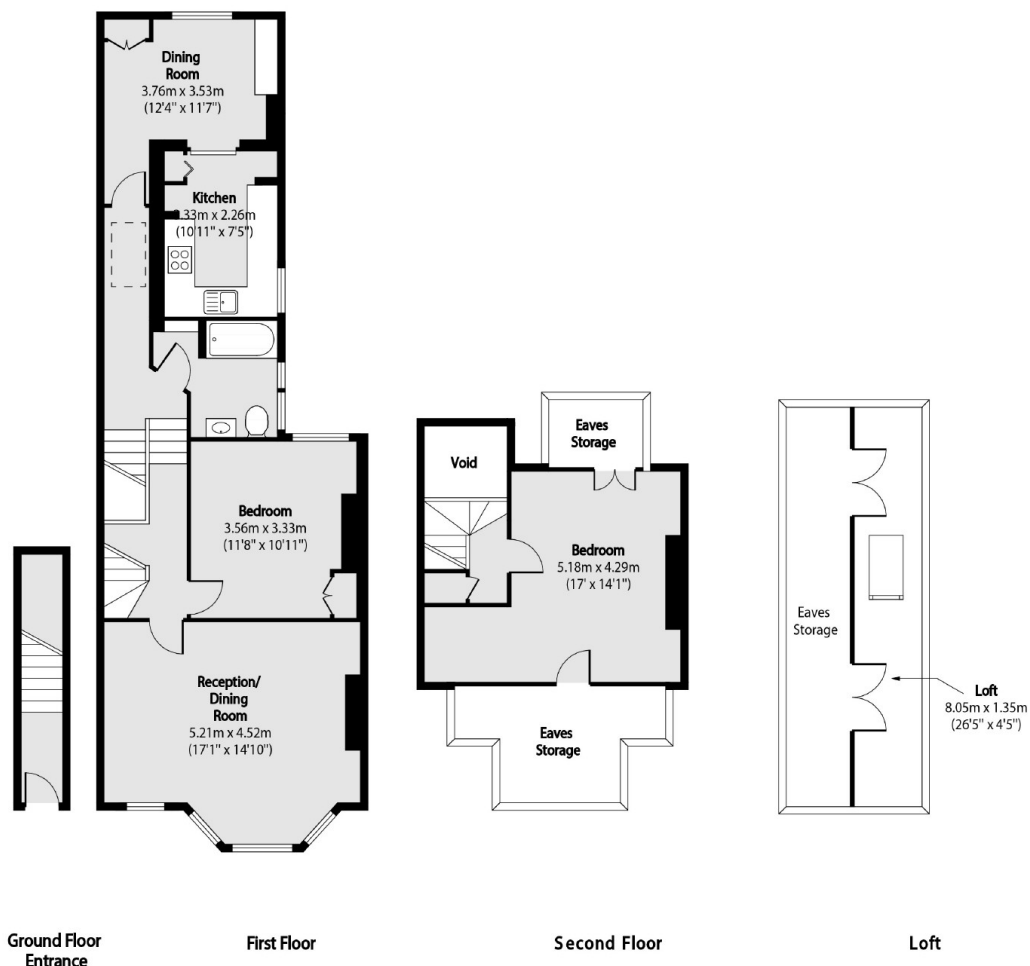 Dining
Room
3.76m x 3.53m
(12'4" x 11'7")
Kitchen
.33m x 2.26m
(10'11" x 7'5")
Bedroom
3.56m x 3.33m
(11'8" x 10'11")
Reception/
Dining
Room
5.21m x 4.52m
(17'1" x 14'10")
Eaves
Storage
Void
Bedroom
5.18m x 4.29m
(17' x 14'1")
Eaves
Storage
Eaves
Storage
Loft
8.05m x 1.35m
(26'5" x 4'5")
Ground Floor
Entrance
First Floor
Second Floor
Loft